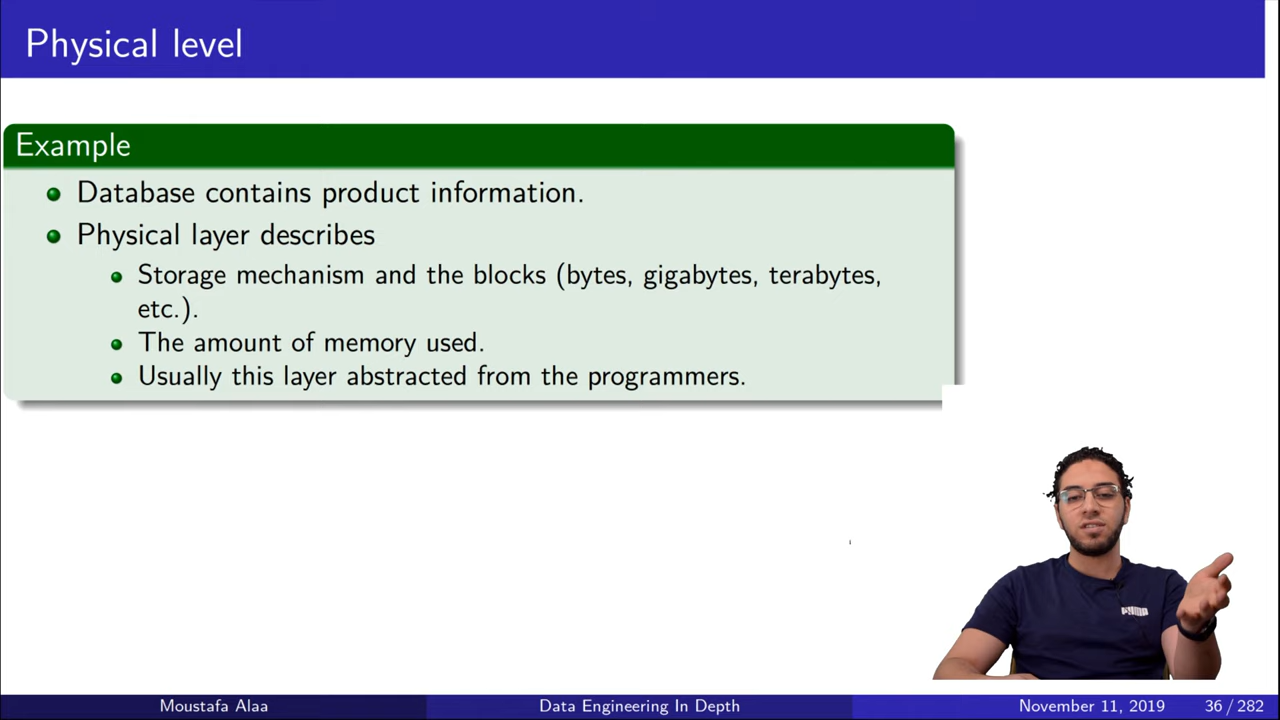 Physical level
Example
Database contains product information.
Physical layer describes
Storage mechanism and the blocks (bytes, gigabytes, terabytes,
etc.).
The amount of memory used.
Usually this layer abstracted from the programmers.
PUMA
Moustafa Alaa
Data Engineering In Depth
November 11, 2019
36 / 282